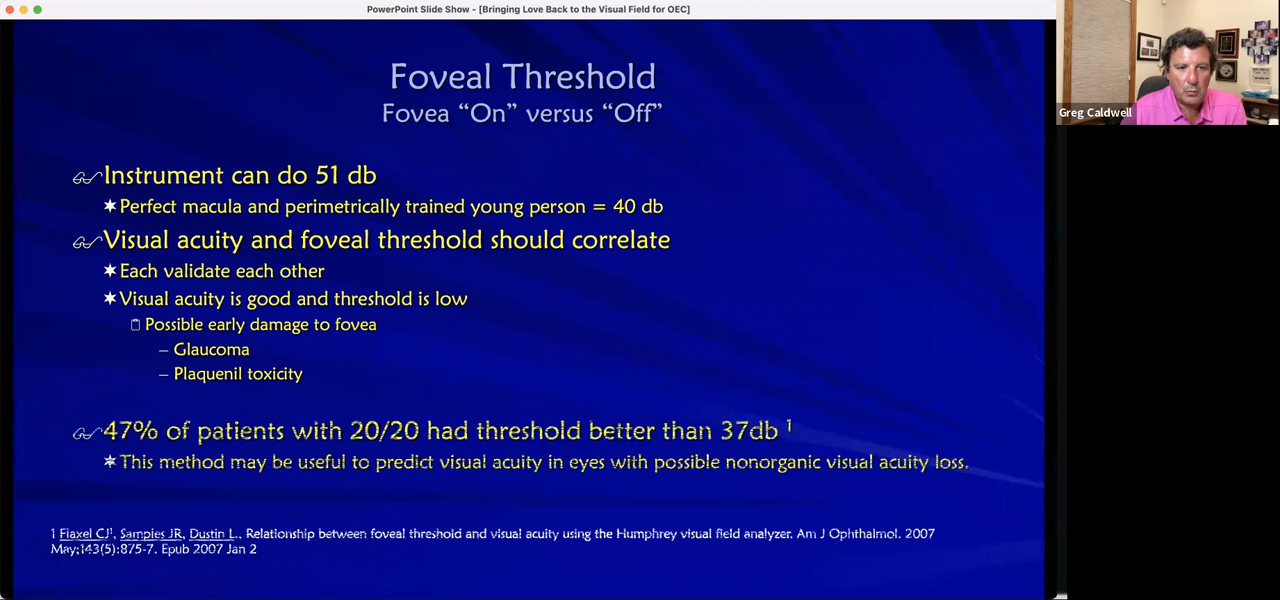 PowerPoint Slide Show - [Bringing Love Back to the Visual Field for OEC]
Greg Caldwell
Foveal Threshold
Fovea “On” versus “Off”
Instrument can do 51 db
Perfect macula and perimetrically trained young person = 40 db
Visual acuity and foveal threshold should correlate
Each validate each other
Visual acuity is good and threshold is low
Possible early damage to fovea
– Glaucoma
– Plaquenil toxicity
47% of patients with 20/20 had threshold better than 37db 1
This method may be useful to predict visual acuity in eyes with possible nonorganic visual acuity loss.
1 Flaxel CJ1, Samples JR, Dustin L., Relationship between foveal threshold and visual acuity using the Humphrey visual field analyzer. Am J Ophthalmol. 2007
May;143(5):875-7. Epub 2007 Jan 2